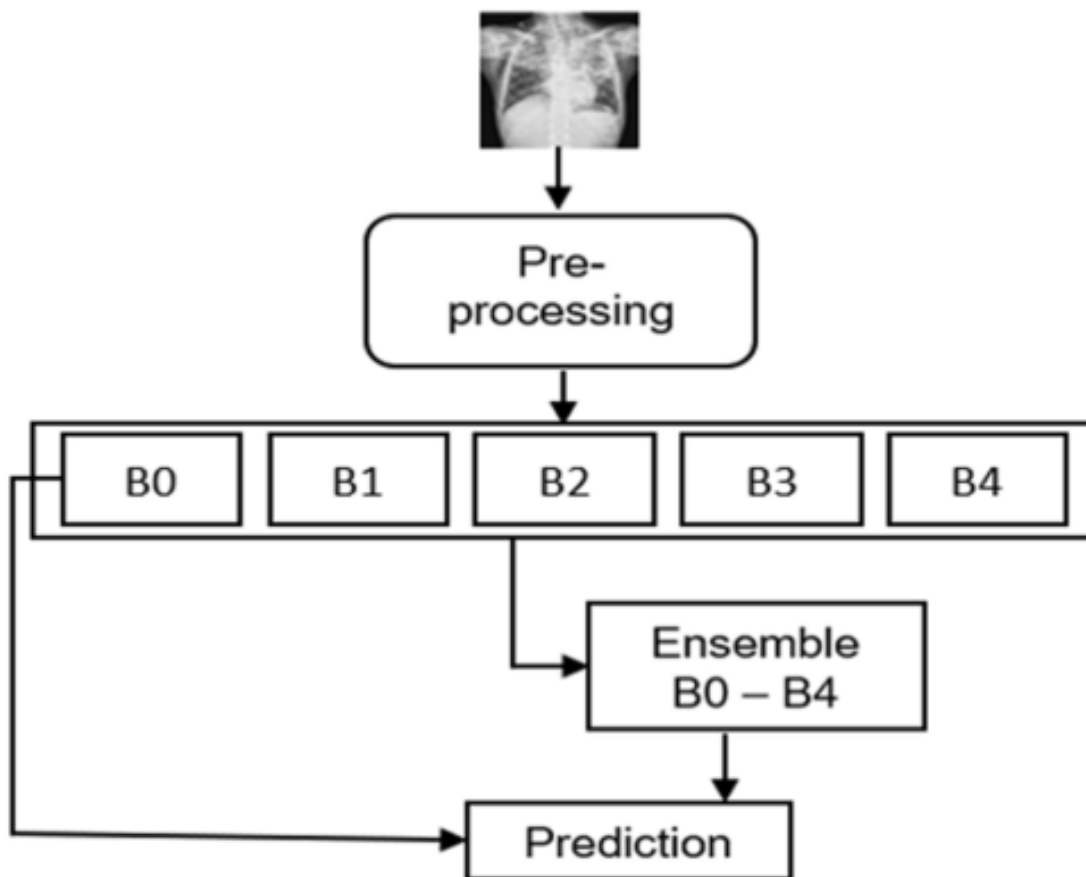 Pre-
processing
B0
B1
B2
B3
B4
Ensemble
B0 – B4
Prediction